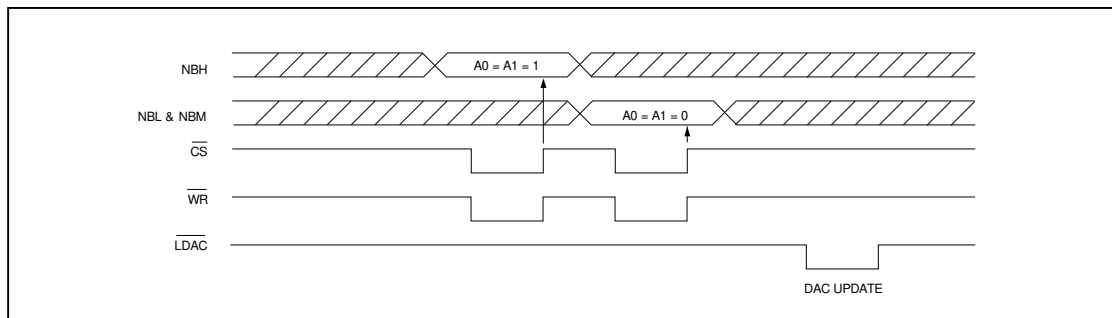 NBH
A0 = A1 = 1
NBL & NBM
A0 = A1 = 0
CS
WR
LDAC
DAC UPDATE